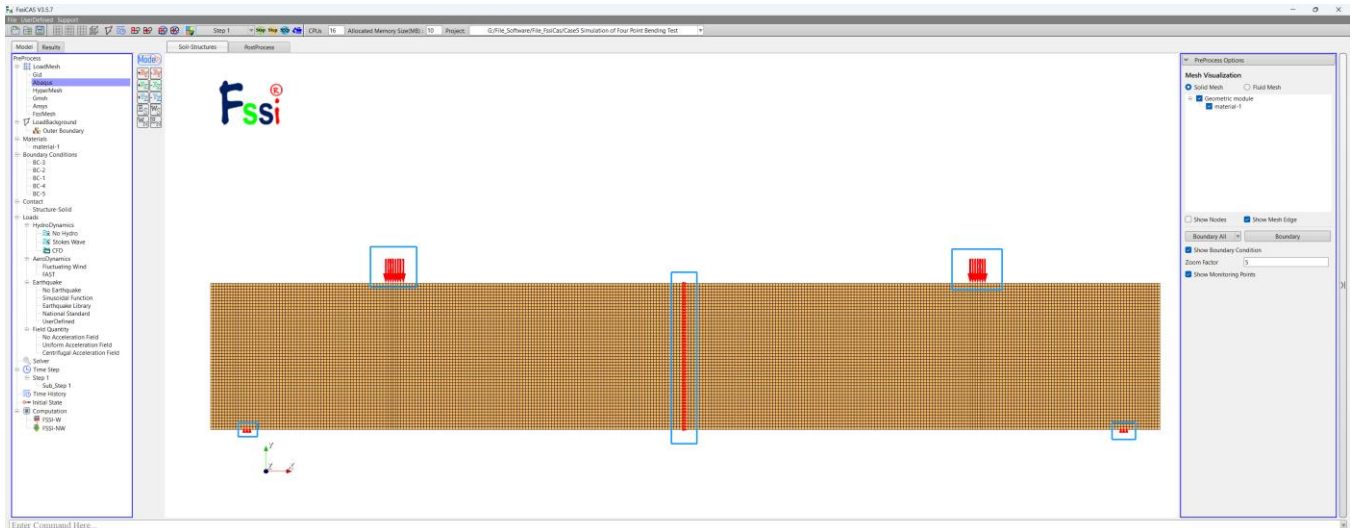 FssiCAS V3.5.7
File UserDefined Support
Step 1 CPUs 16 Allocated Memory Size(MB): 10 Project: G:/File_Software/File_FssiCas/Case5 Simulation of Four Point Bending Test
Model Results
Soil-Structures PostProcess
PreProcess
LoadMesh
Gid
Abaqus
HyperMesh
Gmsh
Ansys
FssiMesh
LoadBackground
Outer Boundary
Materials
material-1
Boundary Conditions
BC-3
BC-2
BC-1
BC-4
BC-5
Contact
Structure-Solid
Loads
HydroDynamics
No Hydro
Stokes Wave
CFD
AeroDynamics
Fluctuating Wind
FAST
Earthquake
No Earthquake
Sinusoidal Function
Earthquake Library
National Standard
UserDefined
Field Quantity
No Acceleration Field
Uniform Acceleration Field
Centrifugal Acceleration Field
Solver
Time Step
Step 1
Sub_Step 1
Time History
Initial State
Computation
FSSI-W
FSSI-NW
Mode
Fssi®
Y
Z X
PreProcess Options
Mesh Visualization
Solid Mesh Fluid Mesh
Geometric module
material-1
Show Nodes Show Mesh Edge
Boundary All Boundary
Show Boundary Condition
Zoom Factor 5
Show Monitoring Points
Enter Command Here...